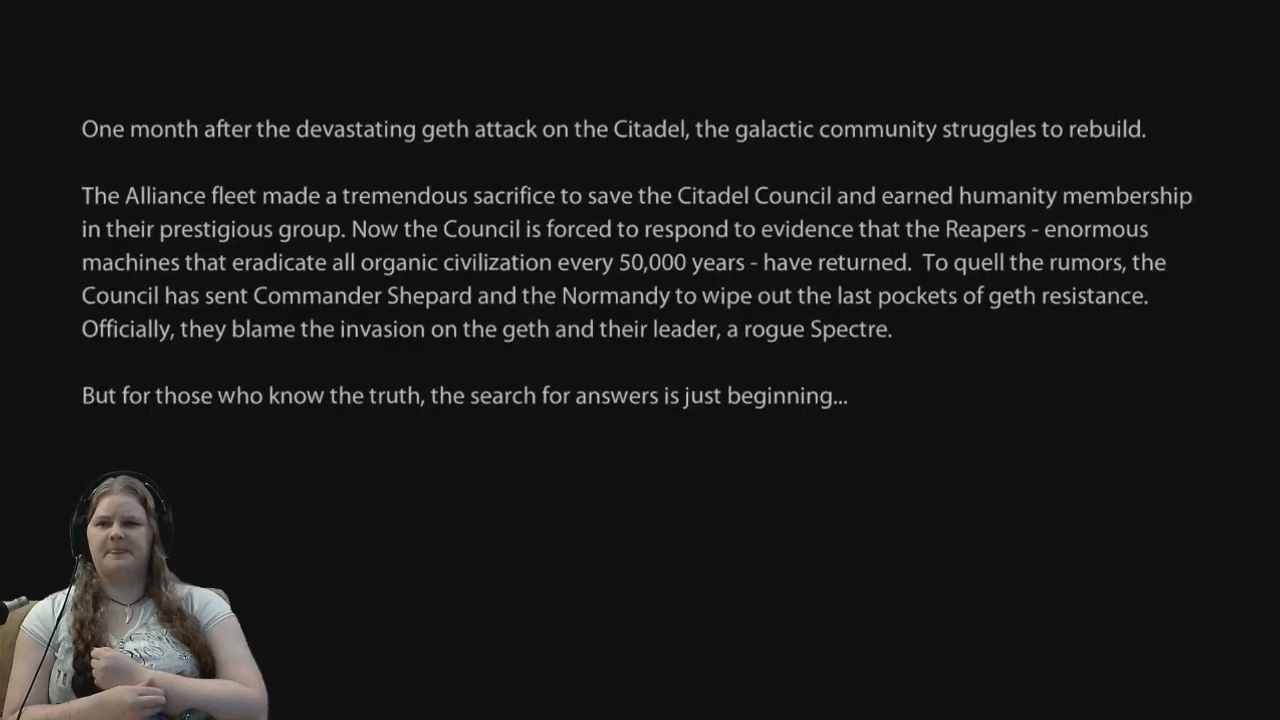 One month after the devastating geth attack on the Citadel, the galactic community struggles to rebuild.
The Alliance fleet made a tremendous sacrifice to save the Citadel Council and earned humanity membership
in their prestigious group. Now the Council is forced to respond to evidence that the Reapers - enormous
machines that eradicate all organic civilization every 50,000 years - have returned.  To quell the rumors, the
Council has sent Commander Shepard and the Normandy to wipe out the last pockets of geth resistance.
Officially, they blame the invasion on the geth and their leader, a rogue Spectre.
But for those who know the truth, the search for answers is just beginning...